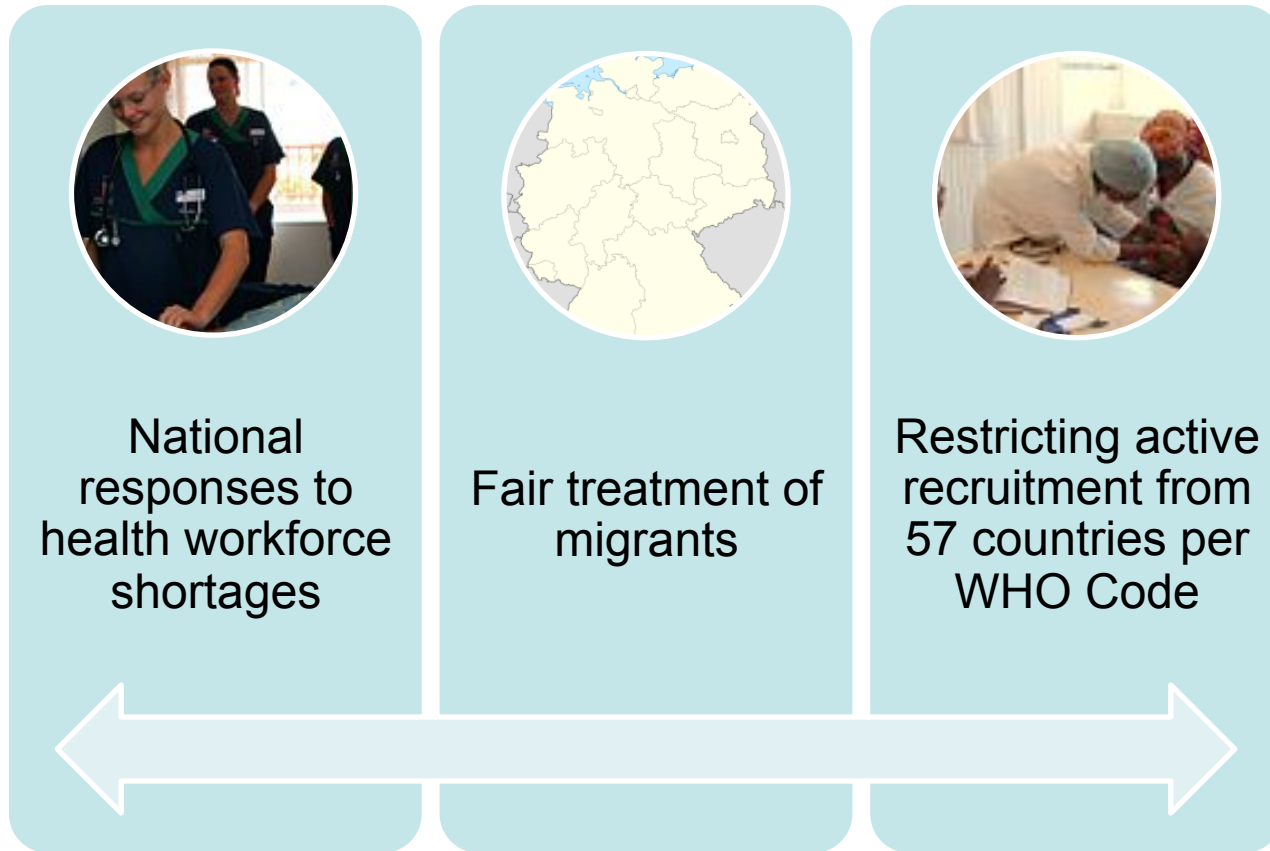 National
responses to
health workforce
shortages
Fair treatment of
migrants
Restricting active
recruitment from
57 countries per
WHO Code